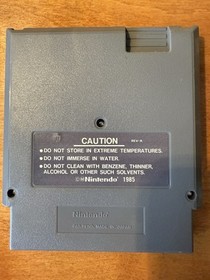 CAUTION REV-A
• DO NOT STORE IN EXTREME TEMPERATURES.
• DO NOT IMMERSE IN WATER.
• DO NOT CLEAN WITH BENZENE, THINNER,
ALCOHOL OR OTHER SUCH SOLVENTS.
©Nintendo 1985
Nintendo